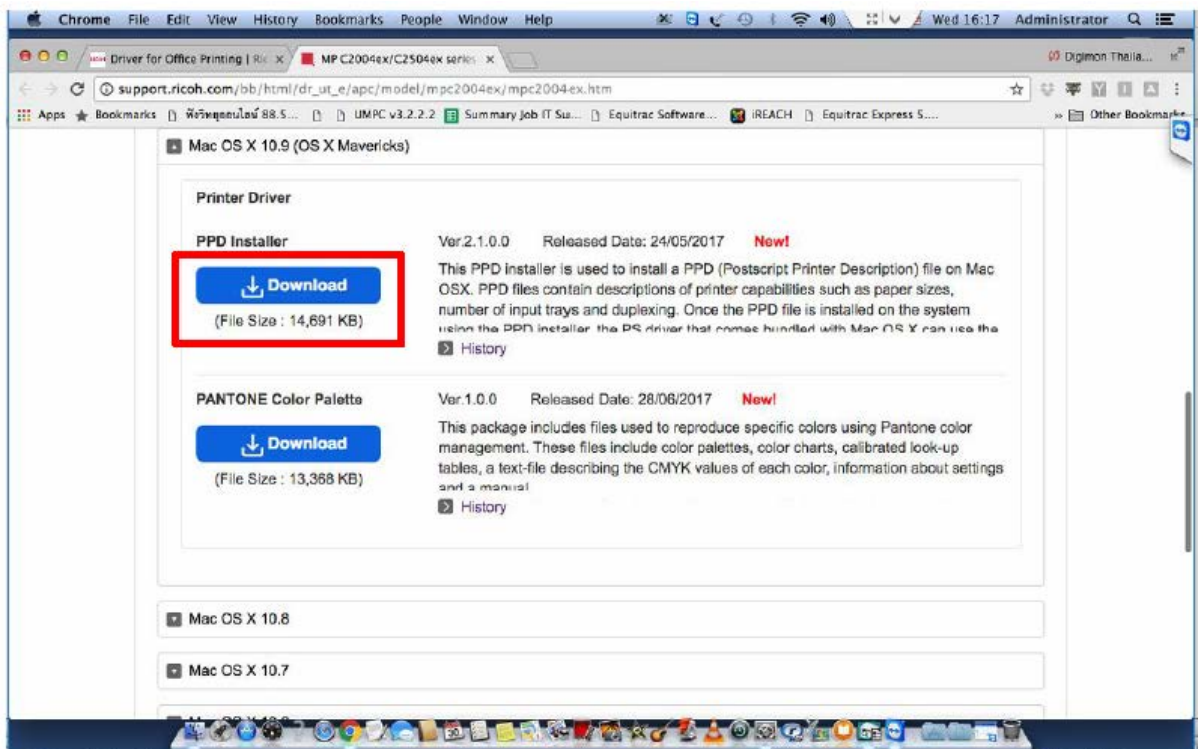 Chrome File Edit View History Bookmarks People Window Help Wed 16:17 Administrator
Driver for Office Printing | Ric MP C2004ex/C2504ex series Digimon Thaila...
support.ricoh.com/bb/html/dr_ut_e/apc/model/mpc2004ex/mpc2004ex.htm
Apps Bookmarks ฟังวิทยุออนไลน์ 88.5... UMPC v3.2.2.2 Summary Job IT Su... Equitrac Software... iREACH Equitrac Express 5.... » Other Bookmarks
Mac OS X 10.9 (OS X Mavericks)
Printer Driver
PPD Installer
Ver.2.1.0.0 Released Date: 24/05/2017 New!
Download
(File Size : 14,691 KB)
This PPD installer is used to install a PPD (Postscript Printer Description) file on Mac
OSX. PPD files contain descriptions of printer capabilities such as paper sizes,
number of input trays and duplexing. Once the PPD file is installed on the system
using the PPD installer, the PS driver that comes bundled with Mac OS X can use the
History
PANTONE Color Palette
Ver.1.0.0 Released Date: 28/06/2017 New!
Download
(File Size : 13,368 KB)
This package includes files used to reproduce specific colors using Pantone color
management. These files include color palettes, color charts, calibrated look-up
tables, a text-file describing the CMYK values of each color, information about settings
and a manual
History
Mac OS X 10.8
Mac OS X 10.7